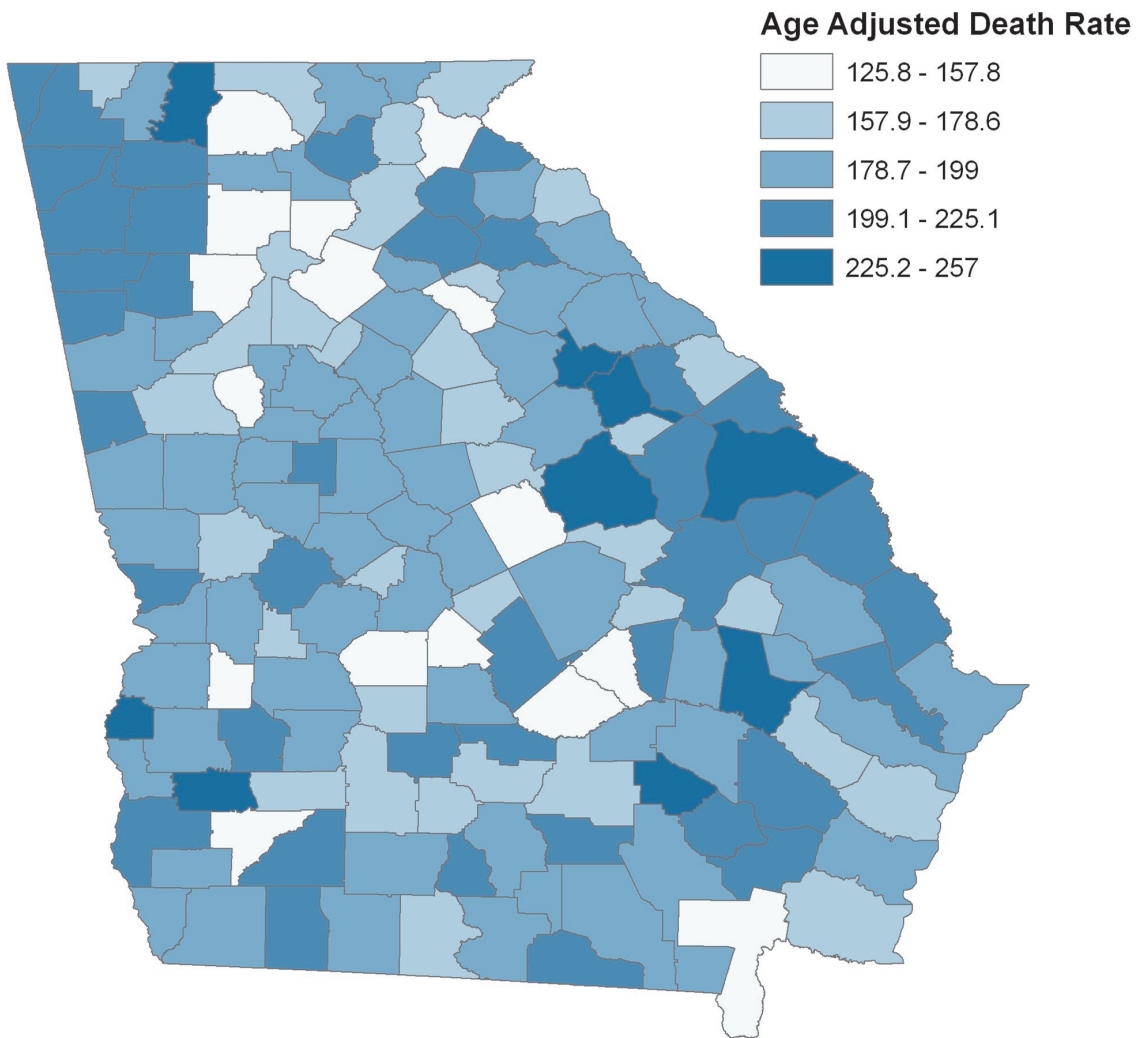 Age Adjusted Death Rate
125.8 - 157.8
157.9 - 178.6
178.7 - 199
199.1 - 225.1
225.2 - 257